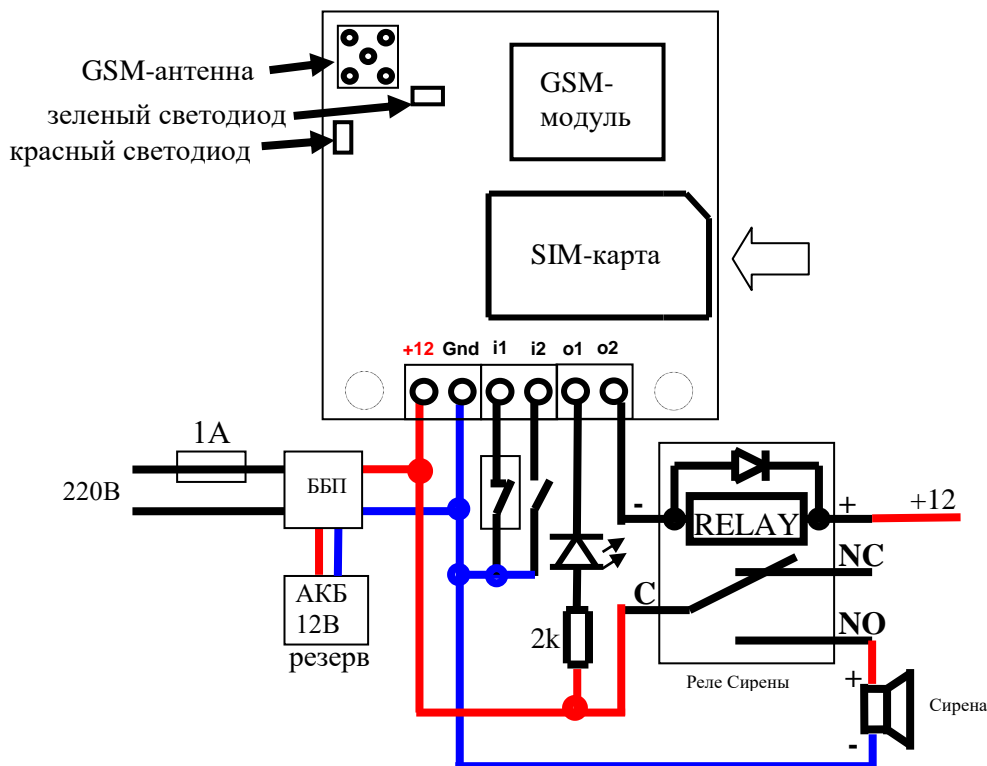 GSM-антенна
зеленый светодиод
красный светодиод
GSM-
модуль
SIM-карта
+12 Gnd i1 i2 o1 o2
1A
220В
ББП
АКБ
12В
резерв
2k
- RELAY + +12
NC
C
NO
Реле Сирены
+
Сирена
-